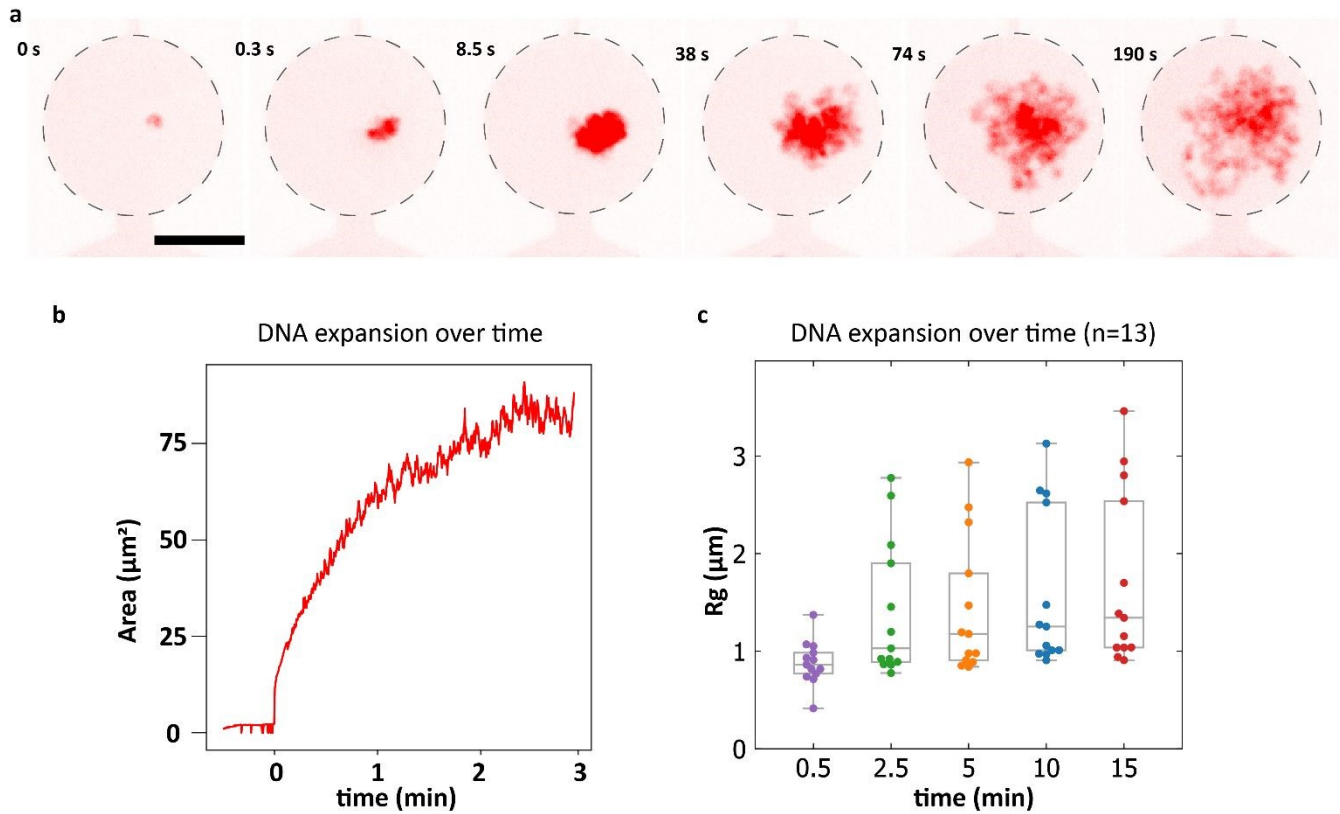 a
0 s
0.3 s
8.5 s
38 s
74 s
190 s
b
DNA expansion over time
Area (µm²)
75
50
25
0
0
1
2
3
time (min)
c
DNA expansion over time (n=13)
Rg (µm)
3
2
1
0
0.5
2.5
5
10
15
time (min)